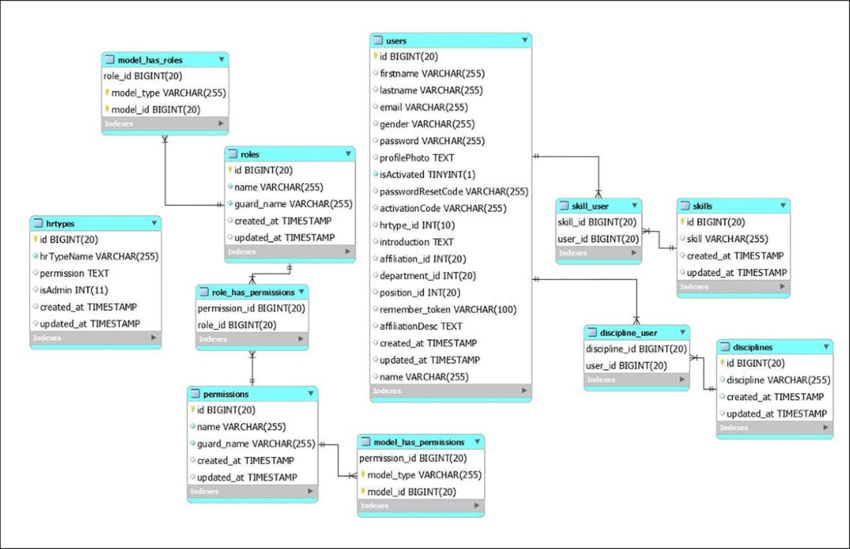 model_has_roles
role_id BIGINT(20)
model_type VARCHAR(255)
model_id BIGINT(20)
Indexes
roles
id BIGINT(20)
name VARCHAR(255)
guard_name VARCHAR(255)
created_at TIMESTAMP
updated_at TIMESTAMP
Indexes
hrtypes
id BIGINT(20)
hrTypeName VARCHAR(255)
permission TEXT
isAdmin INT(11)
created_at TIMESTAMP
updated_at TIMESTAMP
Indexes
role_has_permissions
permission_id BIGINT(20)
role_id BIGINT(20)
Indexes
permissions
id BIGINT(20)
name VARCHAR(255)
guard_name VARCHAR(255)
created_at TIMESTAMP
updated_at TIMESTAMP
Indexes
model_has_permissions
permission_id BIGINT(20)
model_type VARCHAR(255)
model_id BIGINT(20)
Indexes
users
id BIGINT(20)
firstname VARCHAR(255)
lastname VARCHAR(255)
email VARCHAR(255)
gender VARCHAR(255)
password VARCHAR(255)
profilePhoto TEXT
isActivated TINYINT(1)
passwordResetCode VARCHAR(255)
activationCode VARCHAR(255)
hrtype_id INT(10)
introduction TEXT
affiliation_id INT(20)
department_id INT(20)
position_id INT(20)
remember_token VARCHAR(100)
affiliationDesc TEXT
created_at TIMESTAMP
updated_at TIMESTAMP
name VARCHAR(255)
Indexes
skill_user
skill_id BIGINT(20)
user_id BIGINT(20)
Indexes
skills
id BIGINT(20)
skill VARCHAR(255)
created_at TIMESTAMP
updated_at TIMESTAMP
Indexes
discipline_user
discipline_id BIGINT(20)
user_id BIGINT(20)
Indexes
disciplines
id BIGINT(20)
discipline VARCHAR(255)
created_at TIMESTAMP
updated_at TIMESTAMP
Indexes